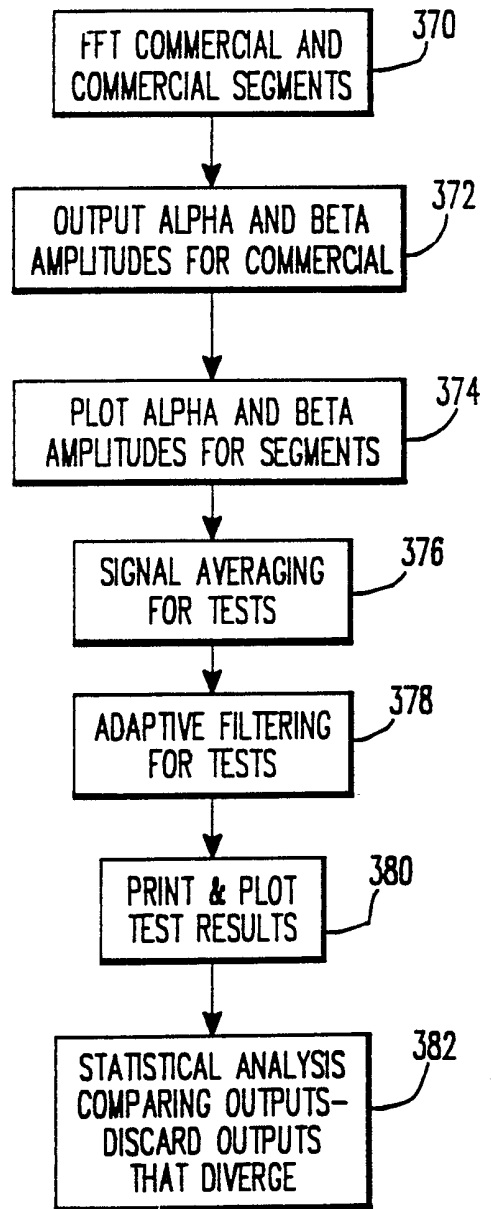 FFT COMMERCIAL AND
COMMERCIAL SEGMENTS
370
OUTPUT ALPHA AND BETA
AMPLITUDES FOR COMMERCIAL
372
PLOT ALPHA AND BETA
AMPLITUDES FOR SEGMENTS
374
SIGNAL AVERAGING
FOR TESTS
376
ADAPTIVE FILTERING
FOR TESTS
378
PRINT & PLOT
TEST RESULTS
380
STATISTICAL ANALYSIS
COMPARING OUTPUTS-
DISCARD OUTPUTS
THAT DIVERGE
382